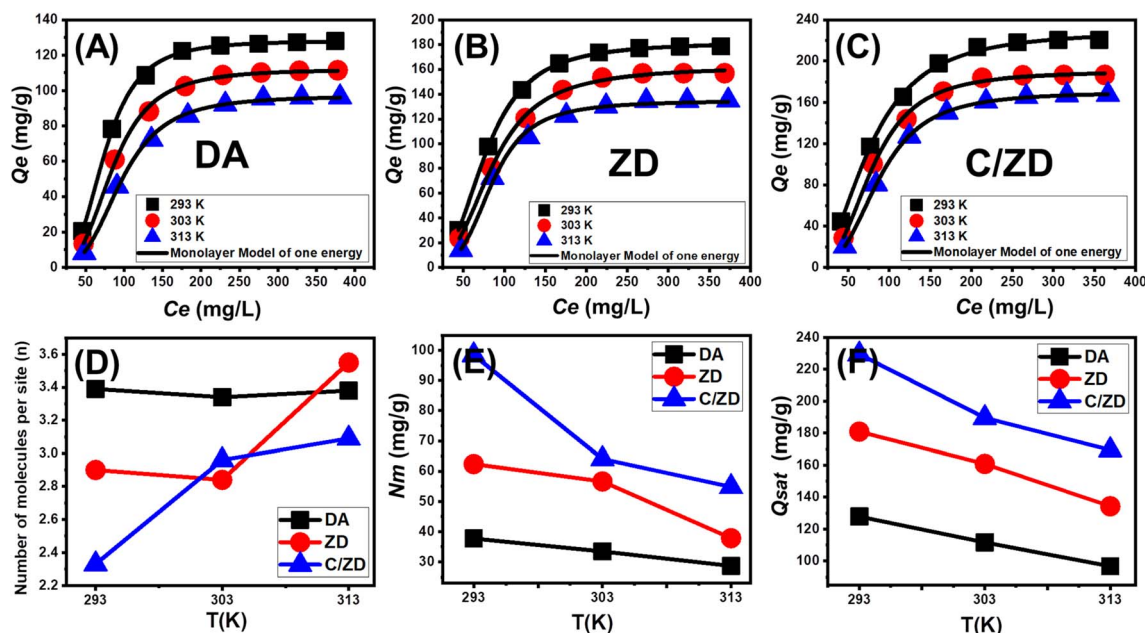 (A)
140
120
100
80
60
40
20
0
Qe (mg/g)
DA
293 K
303 K
313 K
Monolayer Model of one energy
50 100 150 200 250 300 350 400
Ce (mg/L)
(B)
200
180
160
140
120
100
80
60
40
20
0
Qe (mg/g)
ZD
293 K
303 K
313 K
Monolayer Model of one energy
50 100 150 200 250 300 350 400
Ce (mg/L)
(C)
240
200
160
120
80
40
0
Qe (mg/g)
C/ZD
293 K
303 K
313 K
Monolayer Model of one energy
50 100 150 200 250 300 350 400
Ce (mg/L)
(D)
3.6
3.4
3.2
3.0
2.8
2.6
2.4
2.2
Number of molecules per site (n)
DA
ZD
C/ZD
293 303 313
T(K)
(E)
100
90
80
70
60
50
40
30
Nm (mg/g)
DA
ZD
C/ZD
293 303 313
T(K)
(F)
240
220
200
180
160
140
120
100
80
Qsat (mg/g)
DA
ZD
C/ZD
293 303 313
T(K)